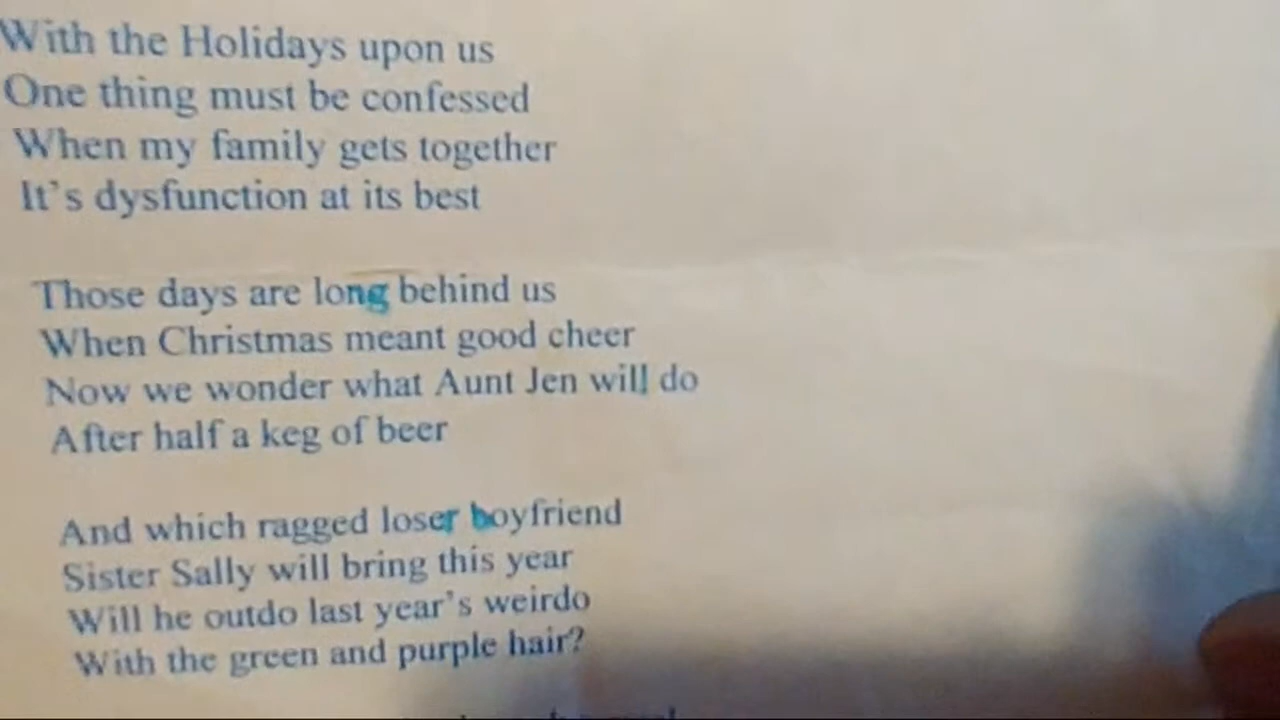 With the Holidays upon us
One thing must be confessed
When my family gets together
It's dysfunction at its best
Those days are long behind us
When Christmas meant good cheer
Now we wonder what Aunt Jen will do
After half a keg of beer
And which ragged loser boyfriend
Sister Sally will bring this year
Will he outdo last year's weirdo
With the green and purple hair?